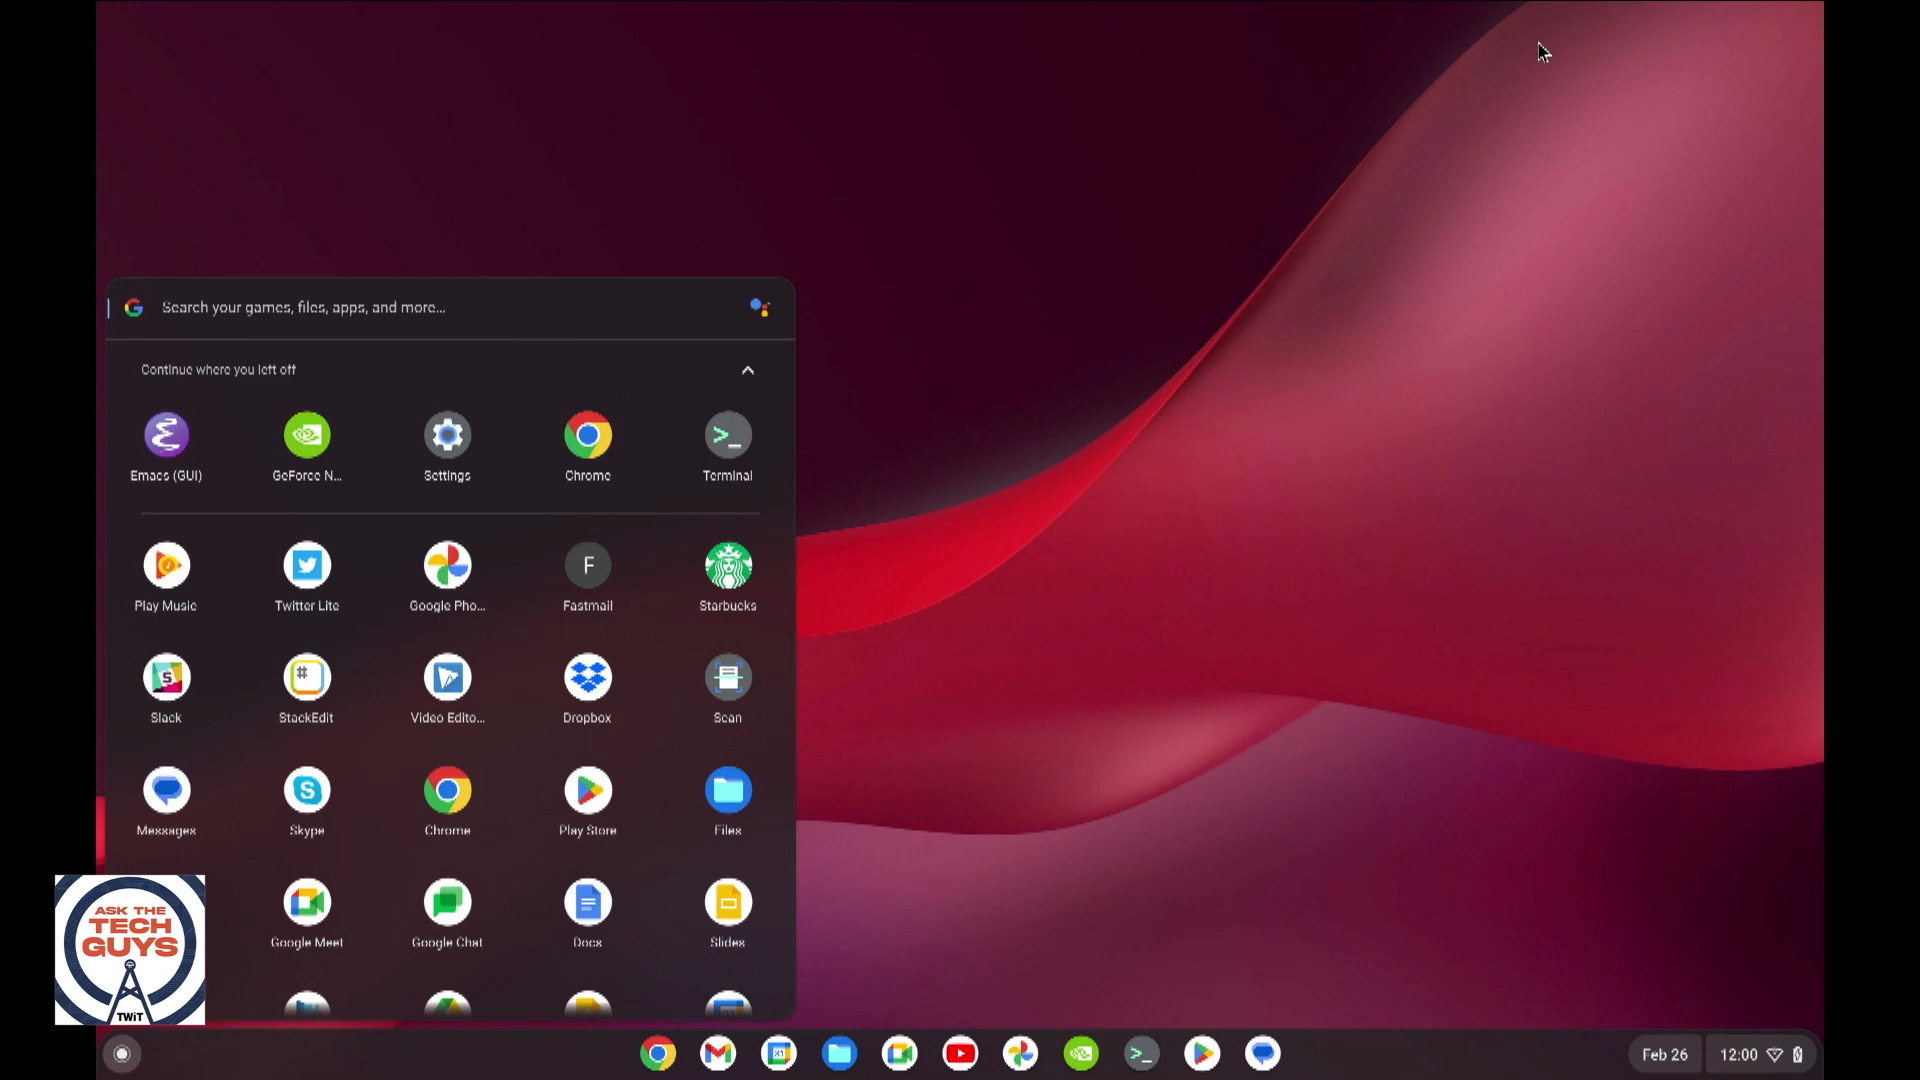 Search your games, files, apps, and more...
Continue where you left off
Emacs (GUI) GeForce N... Settings Chrome Terminal
F
Play Music Twitter Lite Google Pho... Fastmail Starbucks
S #
Slack StackEdit Video Edito... Dropbox Scan
S
Messages Skype Chrome Play Store Files
Google Meet Google Chat Docs Slides
ASK THE
TECH
GUYS
TWiT
31
Feb 26 12:00